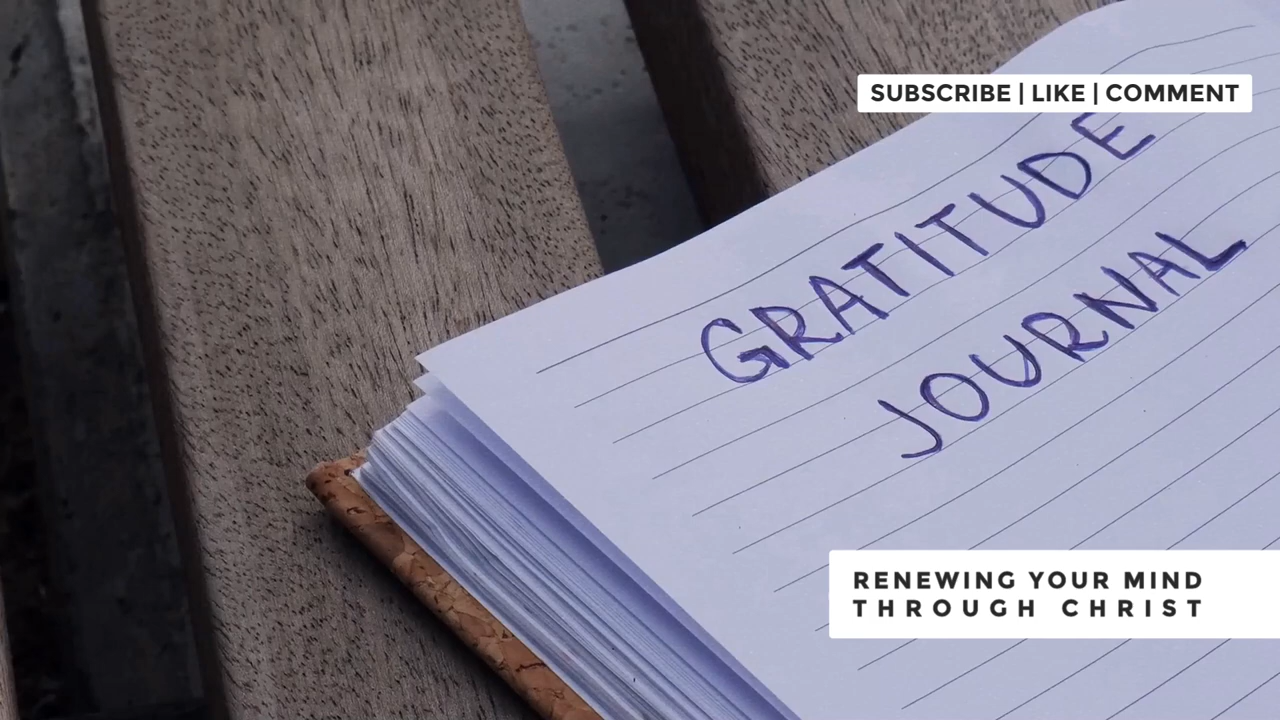 SUBSCRIBE | LIKE | COMMENT
GRATITUDE
JOURNAL
RENEWING YOUR MIND
THROUGH CHRIST